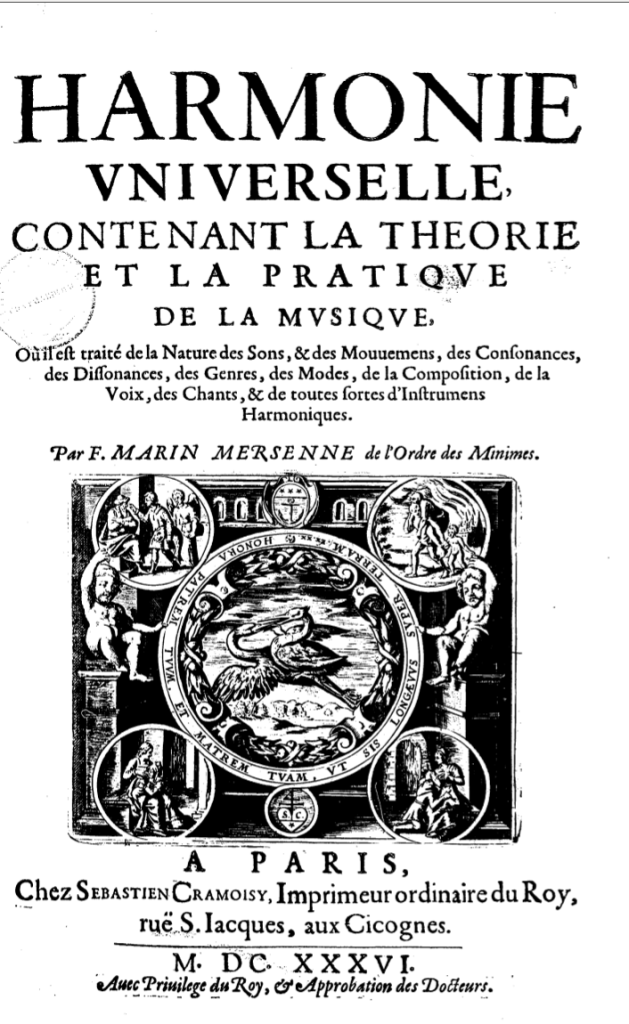 HARMONIE
VNIVERSELLE,
CONTENANT LA THEORIE
ET LA PRATIQVE
DE LA MVSIQVE,
Où il eſt traité de la Nature des Sons, & des Mouuemens, des Conſonances,
des Diſſonances, des Genres, des Modes, de la Compoſition, de la
Voix, des Chants, & de toutes ſortes d'Inſtrumens
Harmoniques.
Par F. MARIN MERSENNE de l'Ordre des Minimes.
HONORA PATREM TVVM, ET MATREM TVAM, VT SIS LONGÆVVS SVPER TERRAM.
S C
A PARIS,
Chez SEBASTIEN CRAMOISY, Imprimeur ordinaire du Roy,
ruë S. Iacques, aux Cicognes.
M. DC. XXXVI.
Auec Priuilege du Roy, & Approbation des Docteurs.